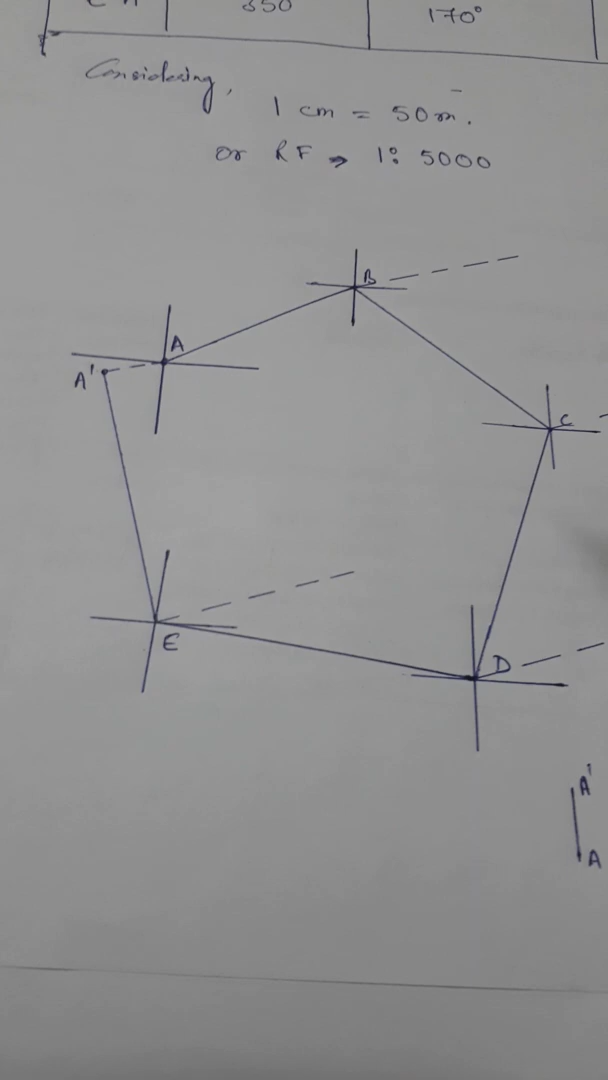 350
170°
Considering,
1 cm = 50 m.
or RF → 1: 5000
B
A
A'
C
E
D
A'
A